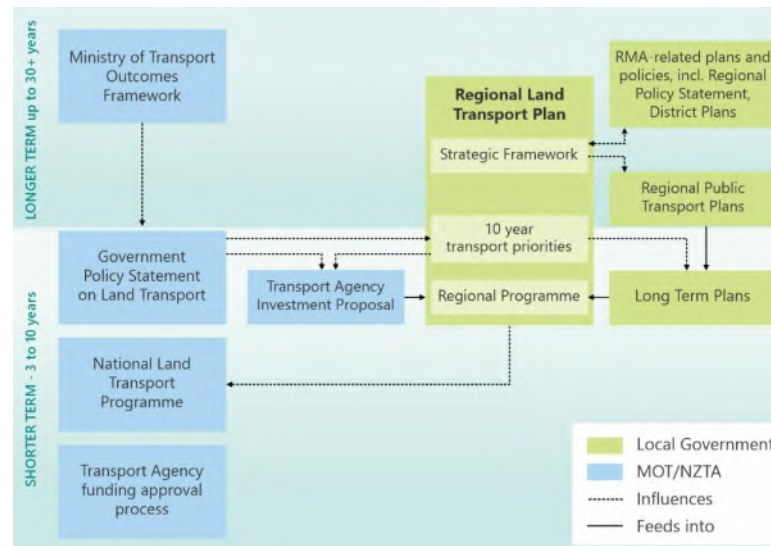 LONGER TERM up to 30+ years
Ministry of Transport
Outcomes
Framework
Regional Land
Transport Plan
Strategic Framework
RMA-related plans and
policies, incl. Regional
Policy Statement,
District Plans
Regional Public
Transport Plans
SHORTER TERM - 3 to 10 years
Government
Policy Statement
on Land Transport
Transport Agency
Investment Proposal
10 year
transport priorities
Regional Programme
Long Term Plans
National Land
Transport
Programme
Transport Agency
funding approval
process
Local Government
MOT/NZTA
Influences
Feeds into